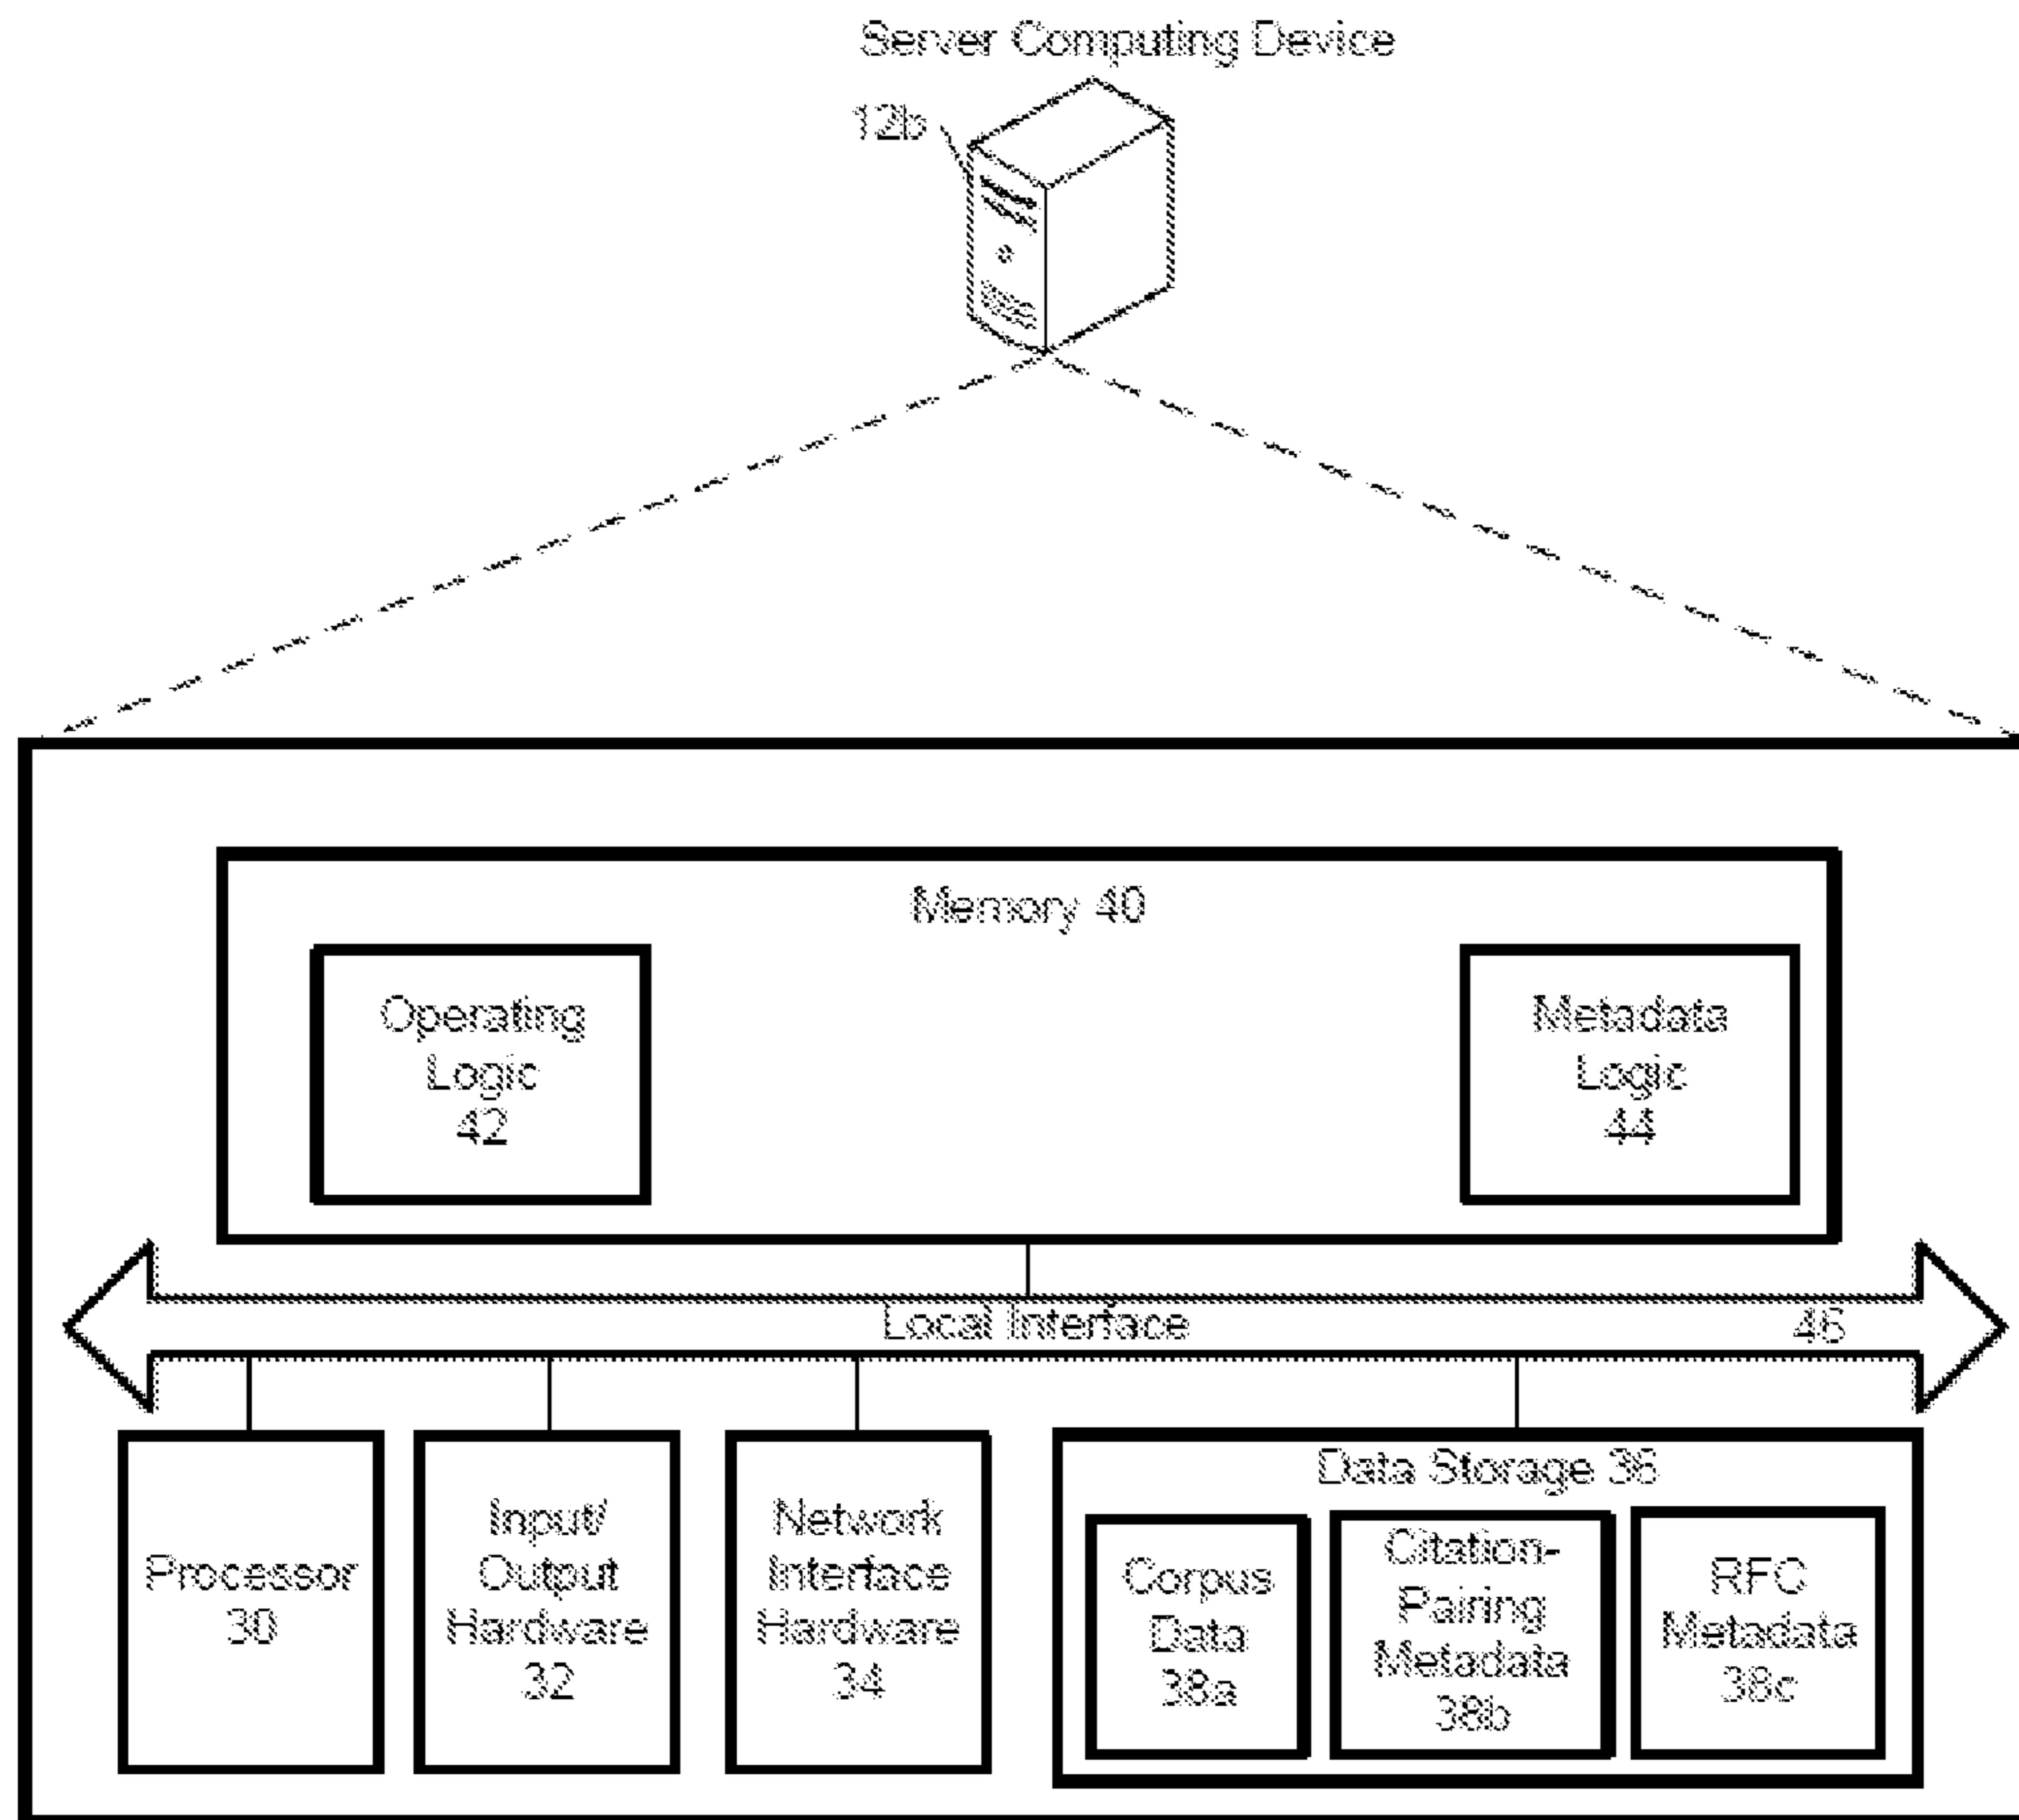 Server Computing Device
12b
Memory 40
Operating
Logic
42
Metadata
Logic
44
Local Interface
46
Processor
30
Input/
Output
Hardware
32
Network
Interface
Hardware
34
Data Storage 36
Corpus
Data
38a
Citation-
Pairing
Metadata
38b
RFC
Metadata
38c